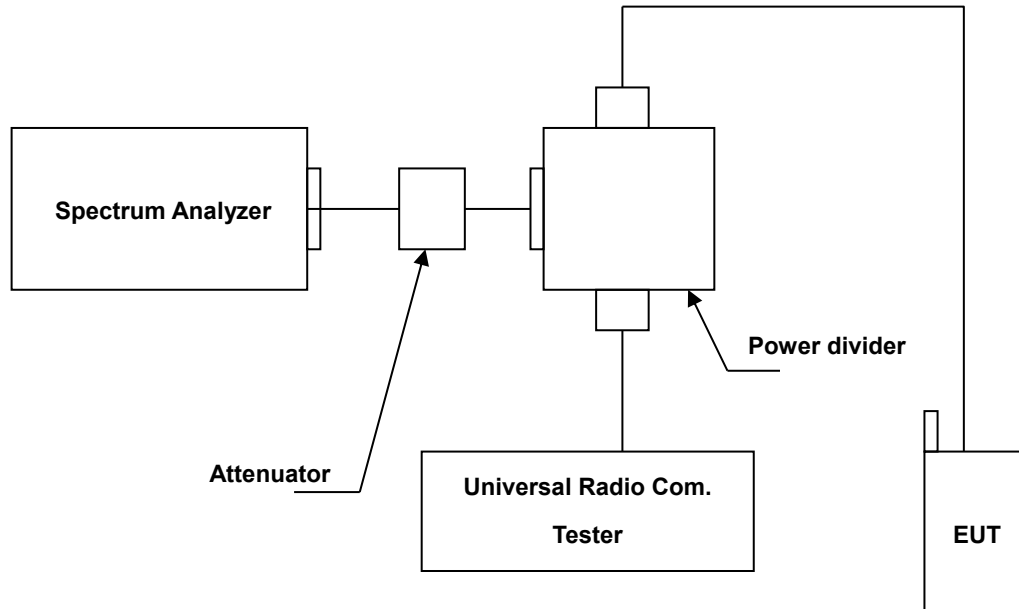 Spectrum Analyzer
Power divider
Attenuator
Universal Radio Com.
Tester
EUT